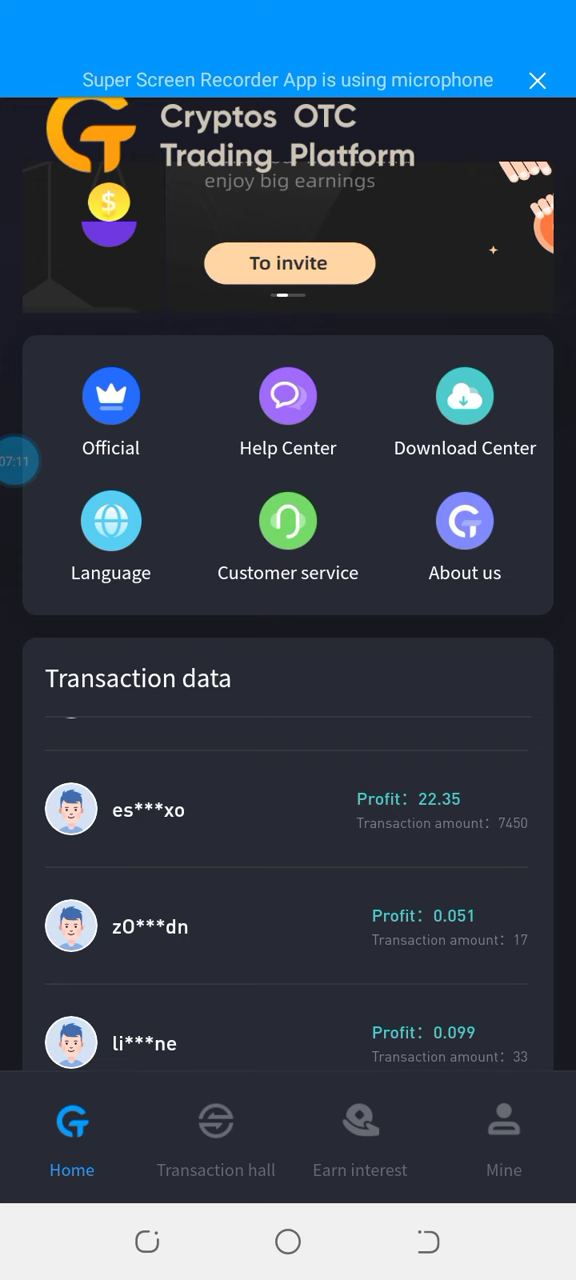 Super Screen Recorder App is using microphone
Cryptos OTC
Trading Platform
enjoy big earnings
$
To invite
Official
Help Center
Download Center
07:11
Language
Customer service
About us
Transaction data
es***xo
Profit：22.35
Transaction amount：7450
z0***dn
Profit：0.051
Transaction amount：17
li***ne
Profit：0.099
Transaction amount：33
Home
Transaction hall
Earn interest
Mine